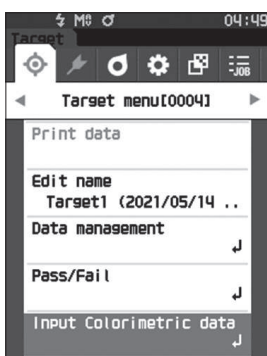 04:49
Target
-JOB
Target menu[0004]
Print data
Edit name
Target1 (2021/05/14 ..
Data management
Pass/Fail
Input Colorimetric data